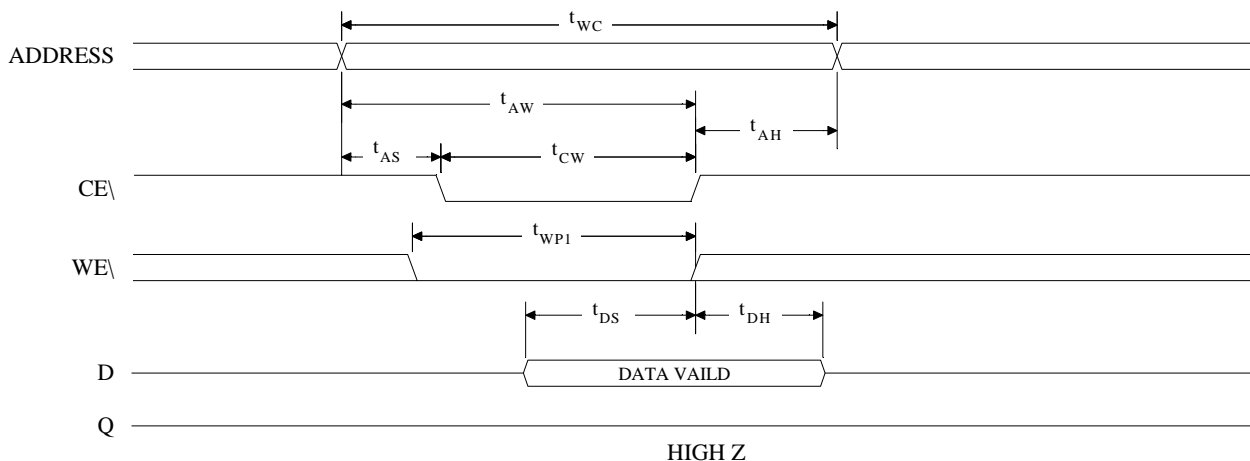 tWC
ADDRESS
tAW
tAH
tAS
tCW
CE\
tWP1
WE\
tDS
tDH
D
DATA VAILD
Q
HIGH Z